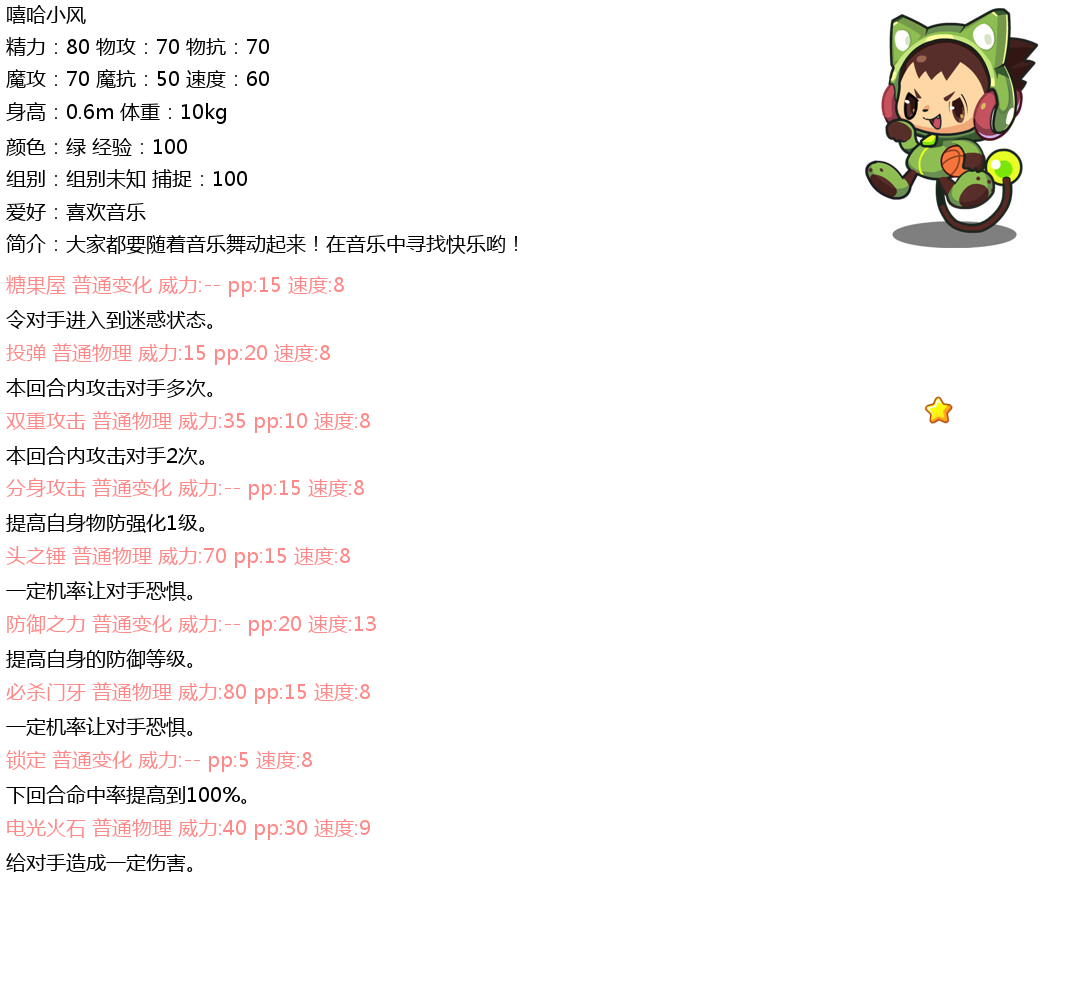 嘻哈小风
精力：80 物攻：70 物抗：70
魔攻：70 魔抗：50 速度：60
身高：0.6m 体重：10kg
颜色：绿 经验：100
组别：组别未知 捕捉：100
爱好：喜欢音乐
简介：大家都要随着音乐舞动起来！在音乐中寻找快乐哟！
糖果屋 普通变化 威力:-- pp:15 速度:8
令对手进入到迷惑状态。
投弹 普通物理 威力:15 pp:20 速度:8
本回合内攻击对手多次。
双重攻击 普通物理 威力:35 pp:10 速度:8
本回合内攻击对手2次。
分身攻击 普通变化 威力:-- pp:15 速度:8
提高自身物防强化1级。
头之锤 普通物理 威力:70 pp:15 速度:8
一定机率让对手恐惧。
防御之力 普通变化 威力:-- pp:20 速度:13
提高自身的防御等级。
必杀门牙 普通物理 威力:80 pp:15 速度:8
一定机率让对手恐惧。
锁定 普通变化 威力:-- pp:5 速度:8
下回合命中率提高到100%。
电光火石 普通物理 威力:40 pp:30 速度:9
给对手造成一定伤害。